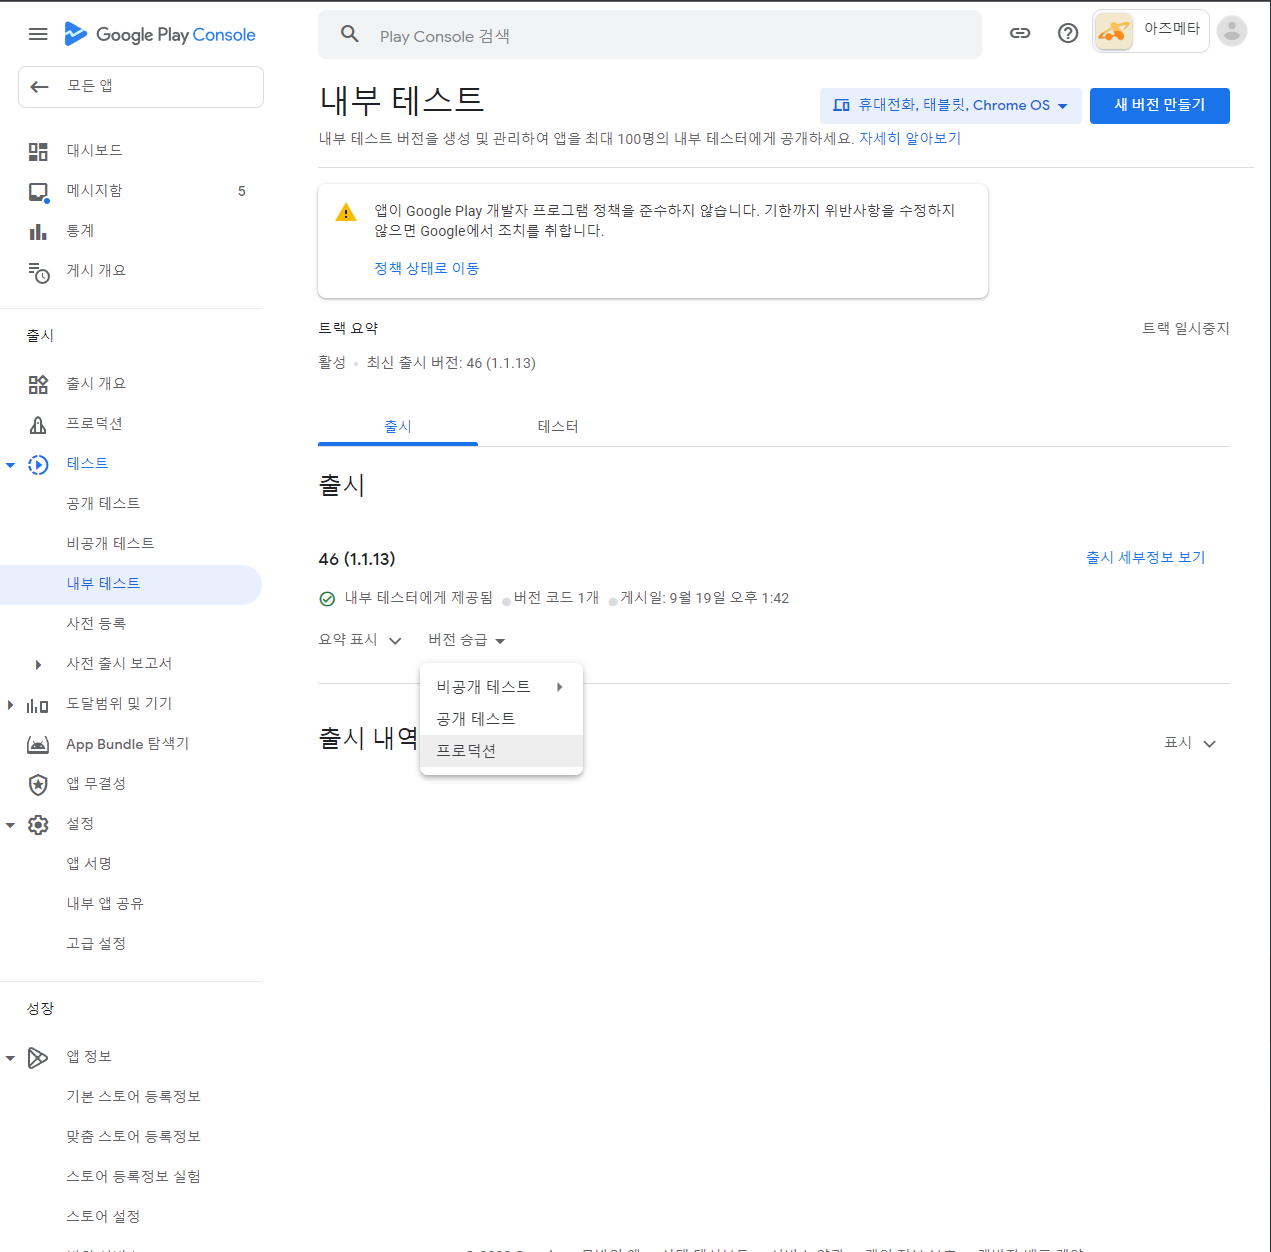 Google Play Console
Play Console 검색
아즈메타
모든 앱
대시보드
메시지함 5
통계
게시 개요
출시
출시 개요
프로덕션
테스트
공개 테스트
비공개 테스트
내부 테스트
사전 등록
사전 출시 보고서
도달범위 및 기기
App Bundle 탐색기
앱 무결성
설정
앱 서명
내부 앱 공유
고급 설정
성장
앱 정보
기본 스토어 등록정보
맞춤 스토어 등록정보
스토어 등록정보 실험
스토어 설정
내부 테스트
휴대전화, 태블릿, Chrome OS
새 버전 만들기
내부 테스트 버전을 생성 및 관리하여 앱을 최대 100명의 내부 테스터에게 공개하세요. 자세히 알아보기
앱이 Google Play 개발자 프로그램 정책을 준수하지 않습니다. 기한까지 위반사항을 수정하지
않으면 Google에서 조치를 취합니다.
정책 상태로 이동
트랙 요약
트랙 일시중지
활성 • 최신 출시 버전: 46 (1.1.13)
출시 테스터
출시
46 (1.1.13)
출시 세부정보 보기
내부 테스터에게 제공됨 버전 코드 1개 게시일: 9월 19일 오후 1:42
요약 표시 버전 승급
비공개 테스트
공개 테스트
프로덕션
출시 내역
표시